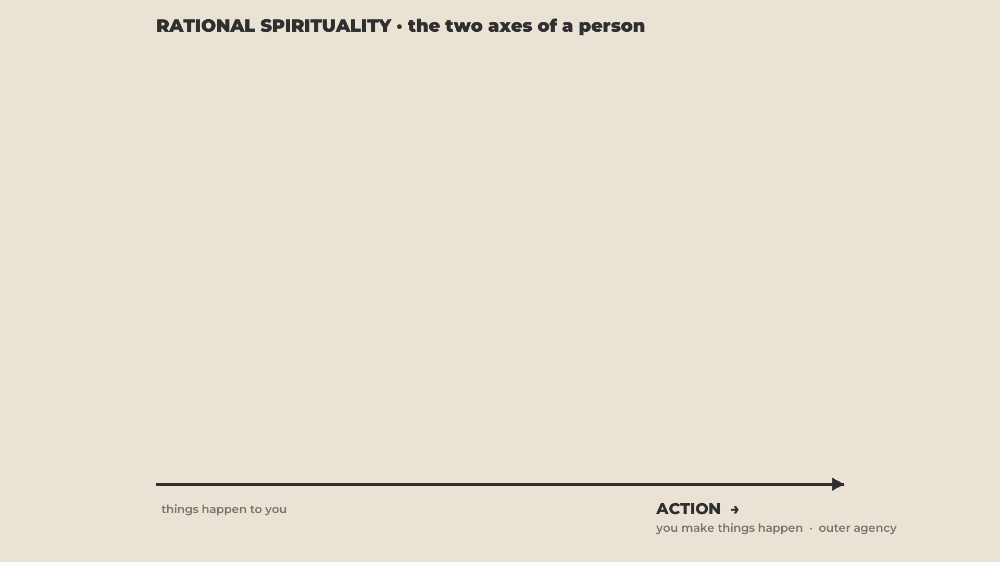 RATIONAL SPIRITUALITY · the two axes of a person
things happen to you
ACTION →
you make things happen · outer agency